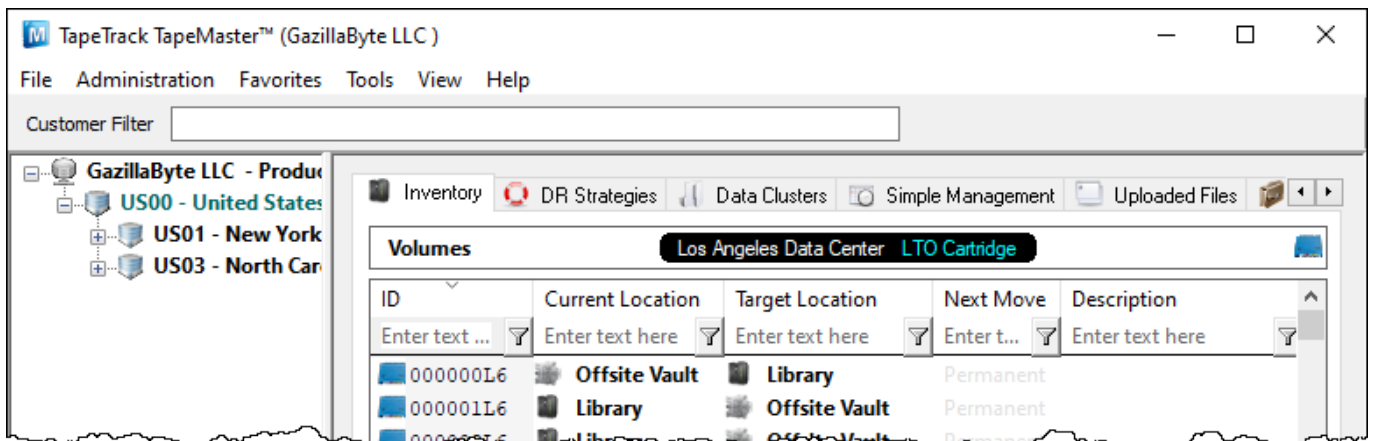 TapeTrack TapeMaster™ (GazillaByte LLC )
File Administration Favorites Tools View Help
Customer Filter
GazillaByte LLC - Produc
US00 - United States
US01 - New York
US03 - North Car
Inventory DR Strategies Data Clusters Simple Management Uploaded Files
Volumes Los Angeles Data Center LTO Cartridge
ID Current Location Target Location Next Move Description
Enter text ... Enter text here Enter text here Enter t... Enter text here
000000L6 Offsite Vault Library Permanent
000001L6 Library Offsite Vault Permanent